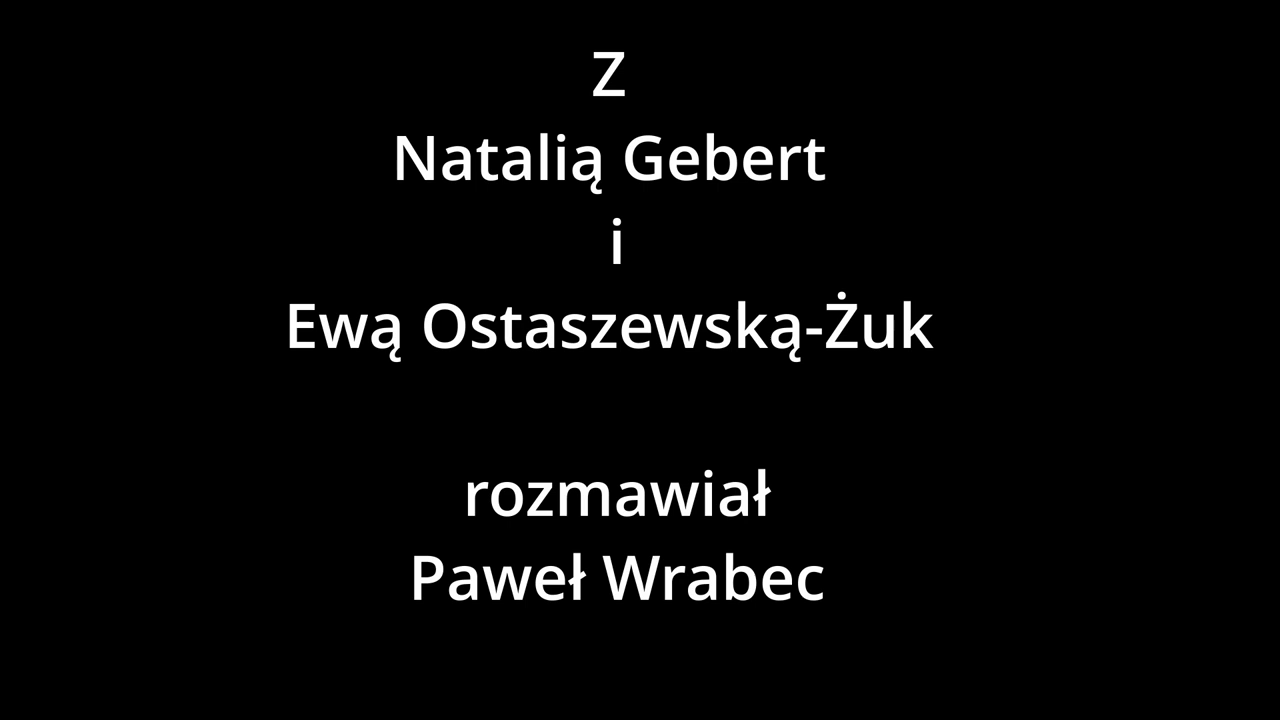 Z
Natalią Gebert
i
Ewą Ostaszewską-Żuk
rozmawiał
Paweł Wrabec